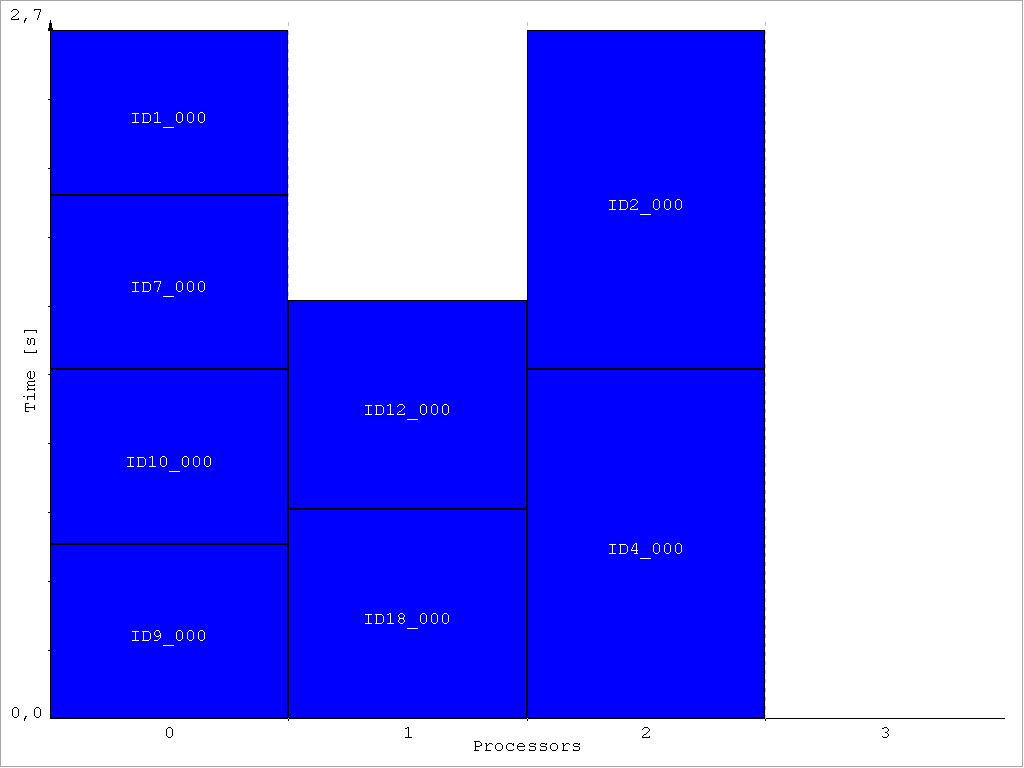 2,7
ID1_000
ID2_000
ID7_000
Time [s]
ID12_000
ID10_000
ID4_000
ID18_000
ID9_000
0,0
0 1 2 3
Processors